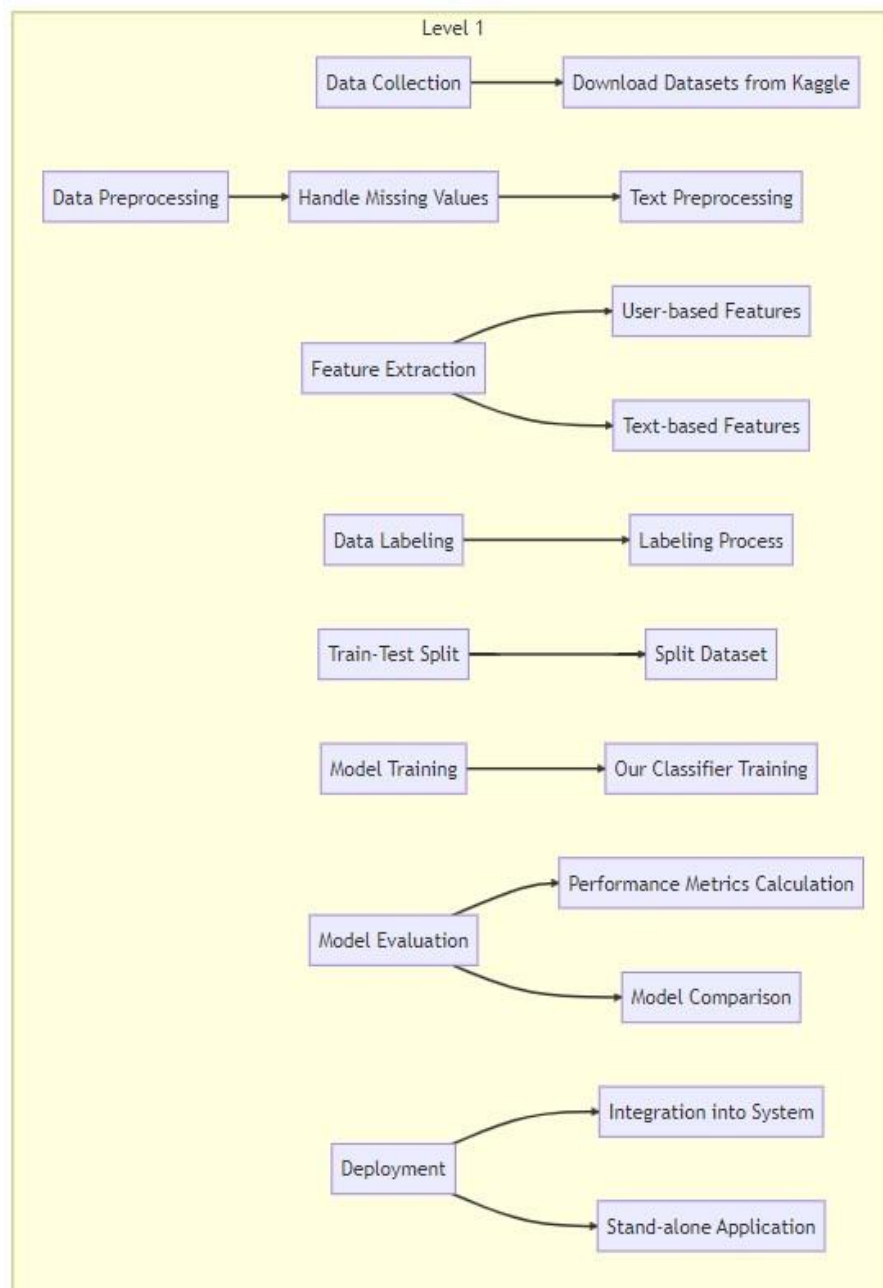 Level 1
Data Collection
Download Datasets from Kaggle
Data Preprocessing
Handle Missing Values
Text Preprocessing
User-based Features
Feature Extraction
Text-based Features
Data Labeling
Labeling Process
Train-Test Split
Split Dataset
Model Training
Our Classifier Training
Performance Metrics Calculation
Model Evaluation
Model Comparison
Integration into System
Deployment
Stand-alone Application